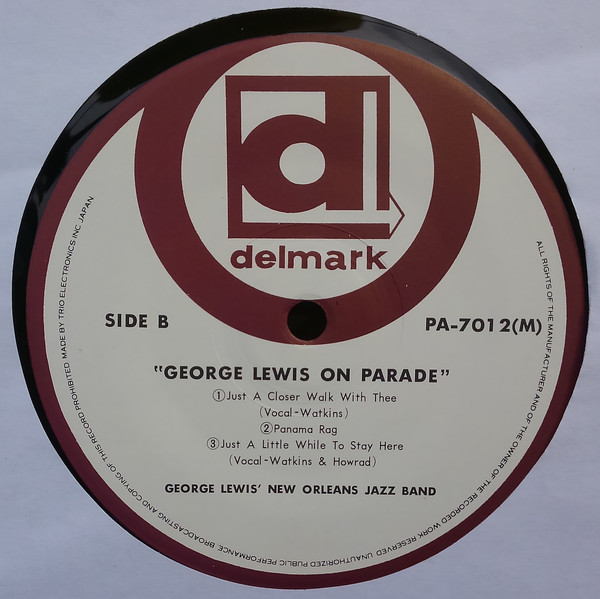 d
delmark
SIDE B
PA-7012(M)
"GEORGE LEWIS ON PARADE"
①Just A Closer Walk With Thee
(Vocal-Watkins)
②Panama Rag
③Just A Little While To Stay Here
(Vocal-Watkins & Howrad)
GEORGE LEWIS' NEW ORLEANS JAZZ BAND
ALL RIGHTS OF THE MANUFACTURER AND OF THE OWNER OF THE RECORDED WORK RESERVED UNAUTHORIZED PUBLIC PERFORMANCE BROADCASTING AND COPYING OF THIS RECORD PROHIBITED MADE BY TRIO ELECTRONICS INC JAPAN